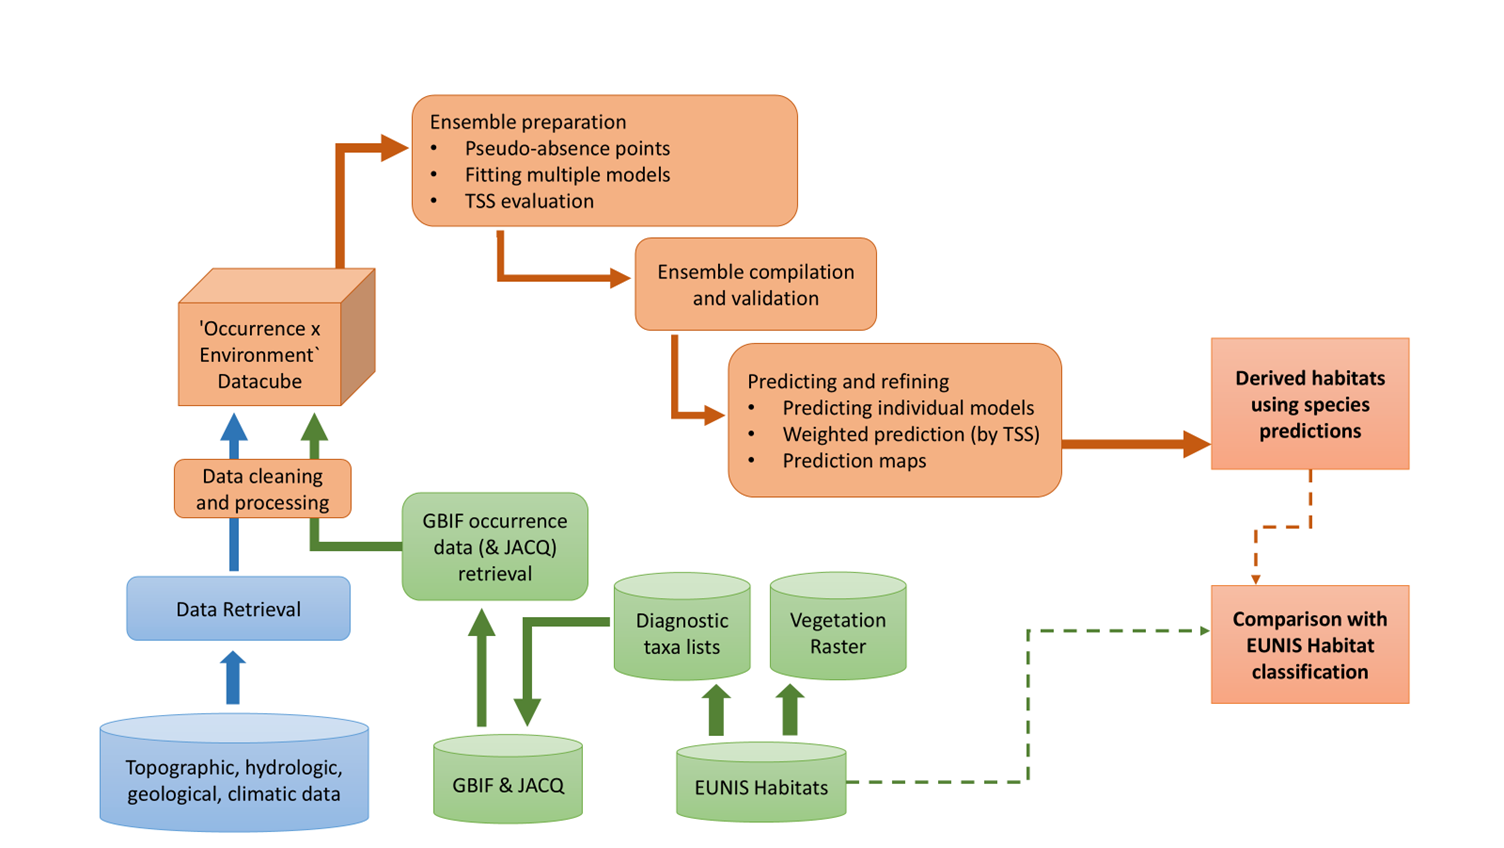 Ensemble preparation
• Pseudo-absence points
• Fitting multiple models
• TSS evaluation
Ensemble compilation
and validation
'Occurrence x
Environment`
Datacube
Predicting and refining
• Predicting individual models
• Weighted prediction (by TSS)
• Prediction maps
Derived habitats
using species
predictions
Data cleaning
and processing
GBIF occurrence
data (& JACQ)
retrieval
Data Retrieval
Diagnostic
taxa lists
Vegetation
Raster
Comparison with
EUNIS Habitat
classification
Topographic, hydrologic,
geological, climatic data
GBIF & JACQ
EUNIS Habitats